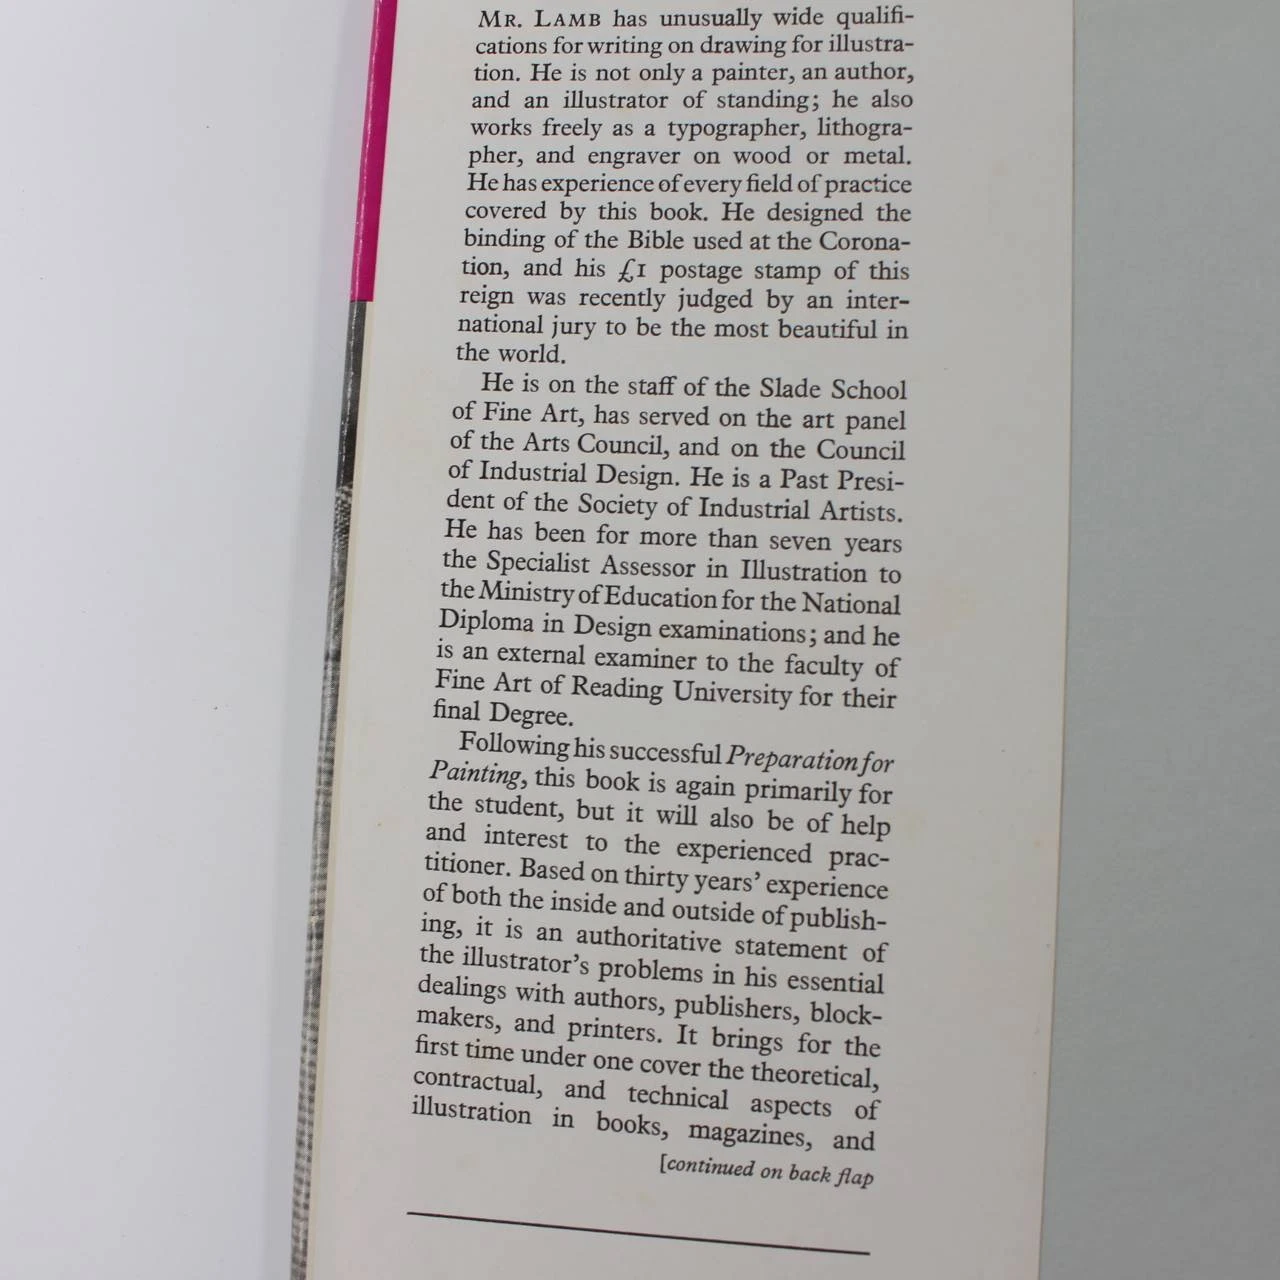 MR. LAMB has unusually wide qualifi-
cations for writing on drawing for illustra-
tion. He is not only a painter, an author,
and an illustrator of standing; he also
works freely as a typographer, lithogra-
pher, and engraver on wood or metal.
He has experience of every field of practice
covered by this book. He designed the
binding of the Bible used at the Corona-
tion, and his £1 postage stamp of this
reign was recently judged by an inter-
national jury to be the most beautiful in
the world.
He is on the staff of the Slade School
of Fine Art, has served on the art panel
of the Arts Council, and on the Council
of Industrial Design. He is a Past Presi-
dent of the Society of Industrial Artists.
He has been for more than seven years
the Specialist Assessor in Illustration to
the Ministry of Education for the National
Diploma in Design examinations; and he
is an external examiner to the faculty of
Fine Art of Reading University for their
final Degree.
Following his successful Preparation for
Painting, this book is again primarily for
the student, but it will also be of help
and interest to the experienced prac-
titioner. Based on thirty years' experience
of both the inside and outside of publish-
ing, it is an authoritative statement of
the illustrator's problems in his essential
dealings with authors, publishers, block-
makers, and printers. It brings for the
first time under one cover the theoretical,
contractual, and technical aspects of
illustration in books, magazines, and
[continued on back flap